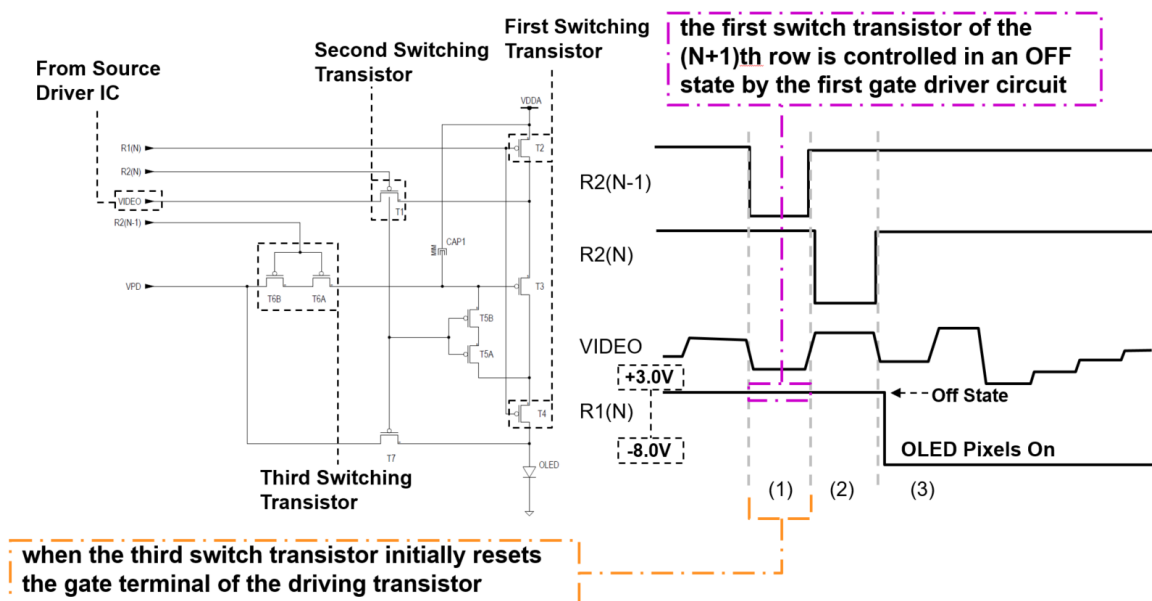 First Switching
Transistor
Second Switching
Transistor
From Source
Driver IC
the first switch transistor of the
(N+1)th row is controlled in an OFF
state by the first gate driver circuit
VDDA
R1(N)
T2
R2(N)
VIDEO
T1
R2(N-1)
CAP1
MM
VPD
T6B
T6A
T3
T5B
T5A
T4
T7
OLED
Third Switching
Transistor
R2(N-1)
R2(N)
VIDEO
+3.0V
R1(N)
Off State
-8.0V
OLED Pixels On
(1)
(2)
(3)
when the third switch transistor initially resets
the gate terminal of the driving transistor